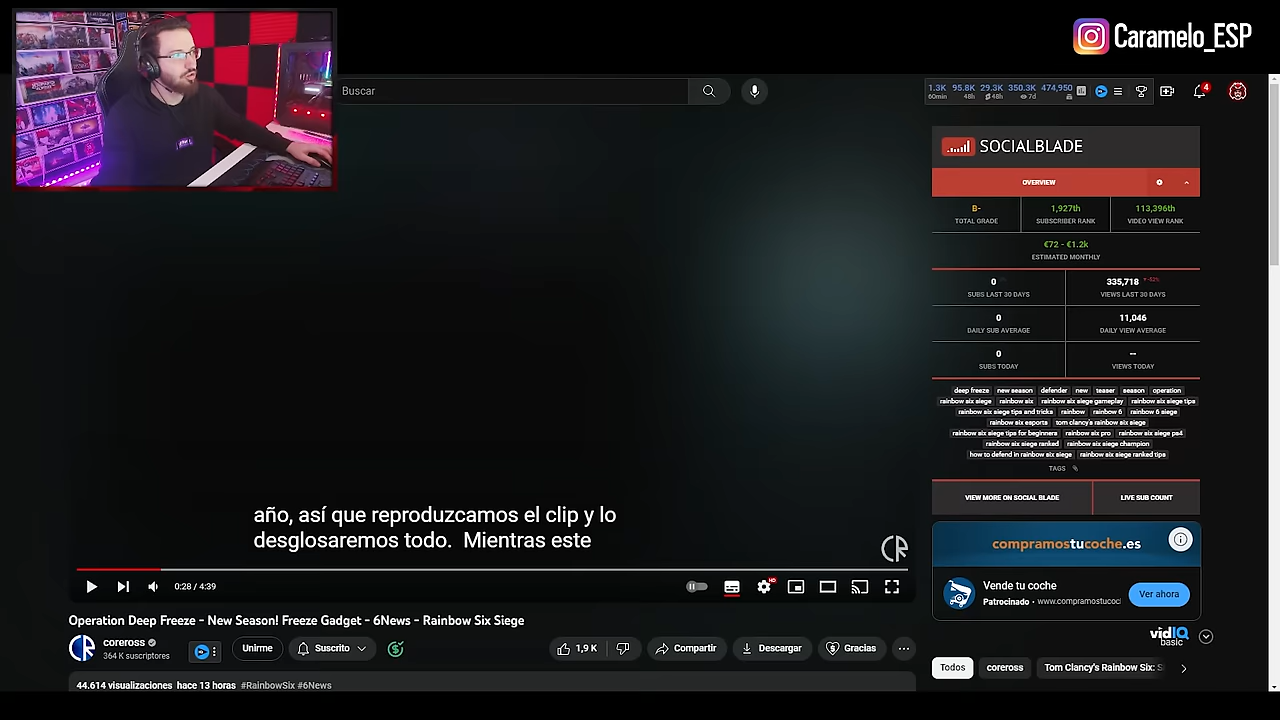 Caramelo_ESP
Buscar
1.3K 95.8K 29.3K 350.3K 474,950
60min 48h 48h 7d
4
SOCIALBLADE
OVERVIEW
B- 1,927th 113,396th
TOTAL GRADE SUBSCRIBER RANK VIDEO VIEW RANK
€72 - €1.2k
ESTIMATED MONTHLY
0 335,718 -52%
SUBS LAST 30 DAYS VIEWS LAST 30 DAYS
0 11,046
DAILY SUB AVERAGE DAILY VIEW AVERAGE
0 --
SUBS TODAY VIEWS TODAY
deep freeze new season defender new teaser season operation
rainbow six siege rainbow six rainbow six siege gameplay rainbow six siege tips
rainbow six siege tips and tricks rainbow rainbow 6 rainbow 6 siege
rainbow six esports tom clancy's rainbow six siege
rainbow six siege tips for beginners rainbow six pro rainbow six siege ps4
rainbow six siege ranked rainbow six siege champion
how to defend in rainbow six siege rainbow six siege ranked tips
TAGS
VIEW MORE ON SOCIAL BLADE LIVE SUB COUNT
año, así que reproduzcamos el clip y lo
desglosaremos todo. Mientras este
CR
0:28 / 4:39
HD
compramostucoche.es
Vende tu coche
Patrocinado · www.compramostucoc
Ver ahora
Operation Deep Freeze - New Season! Freeze Gadget - 6News - Rainbow Six Siege
coreross
364 K suscriptores
Unirme
Suscrito
1,9 K
Compartir
Descargar
Gracias
vidIQ
basic
Todos coreross Tom Clancy's Rainbow Six: S
44.614 visualizaciones hace 13 horas #RainbowSix #6News